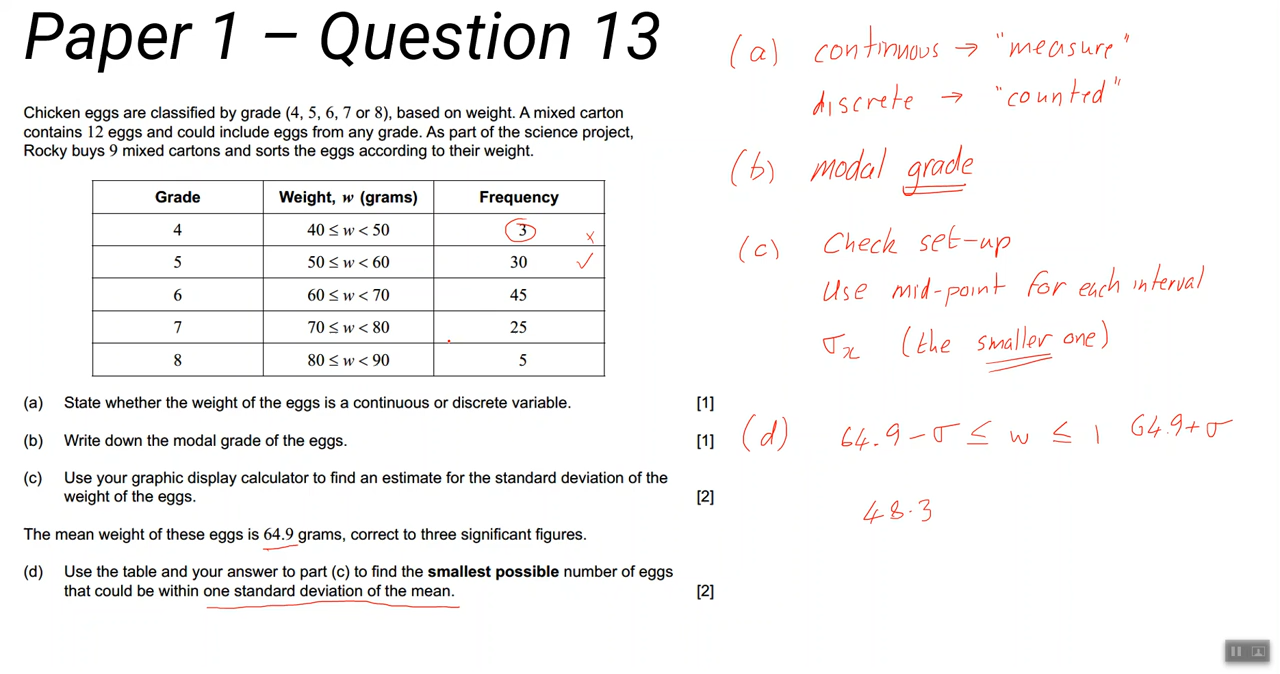 Paper 1 – Question 13
Chicken eggs are classified by grade (4, 5, 6, 7 or 8), based on weight. A mixed carton
contains 12 eggs and could include eggs from any grade. As part of the science project,
Rocky buys 9 mixed cartons and sorts the eggs according to their weight.
Grade Weight, w (grams) Frequency
4 40 ≤ w < 50 3 x
5 50 ≤ w < 60 30 ✓
6 60 ≤ w < 70 45
7 70 ≤ w < 80 25
8 80 ≤ w < 90 5
(a) State whether the weight of the eggs is a continuous or discrete variable. [1]
(b) Write down the modal grade of the eggs. [1]
(c) Use your graphic display calculator to find an estimate for the standard deviation of the
weight of the eggs. [2]
The mean weight of these eggs is 64.9 grams, correct to three significant figures.
(d) Use the table and your answer to part (c) to find the smallest possible number of eggs
that could be within one standard deviation of the mean. [2]
(a) continuous → "measure"
discrete → "counted"
(b) modal grade
(c) Check set-up
Use mid-point for each interval
σx (the smaller one)
(d) 64.9 - σ ≤ w ≤ 1 64.9 + σ
48.3